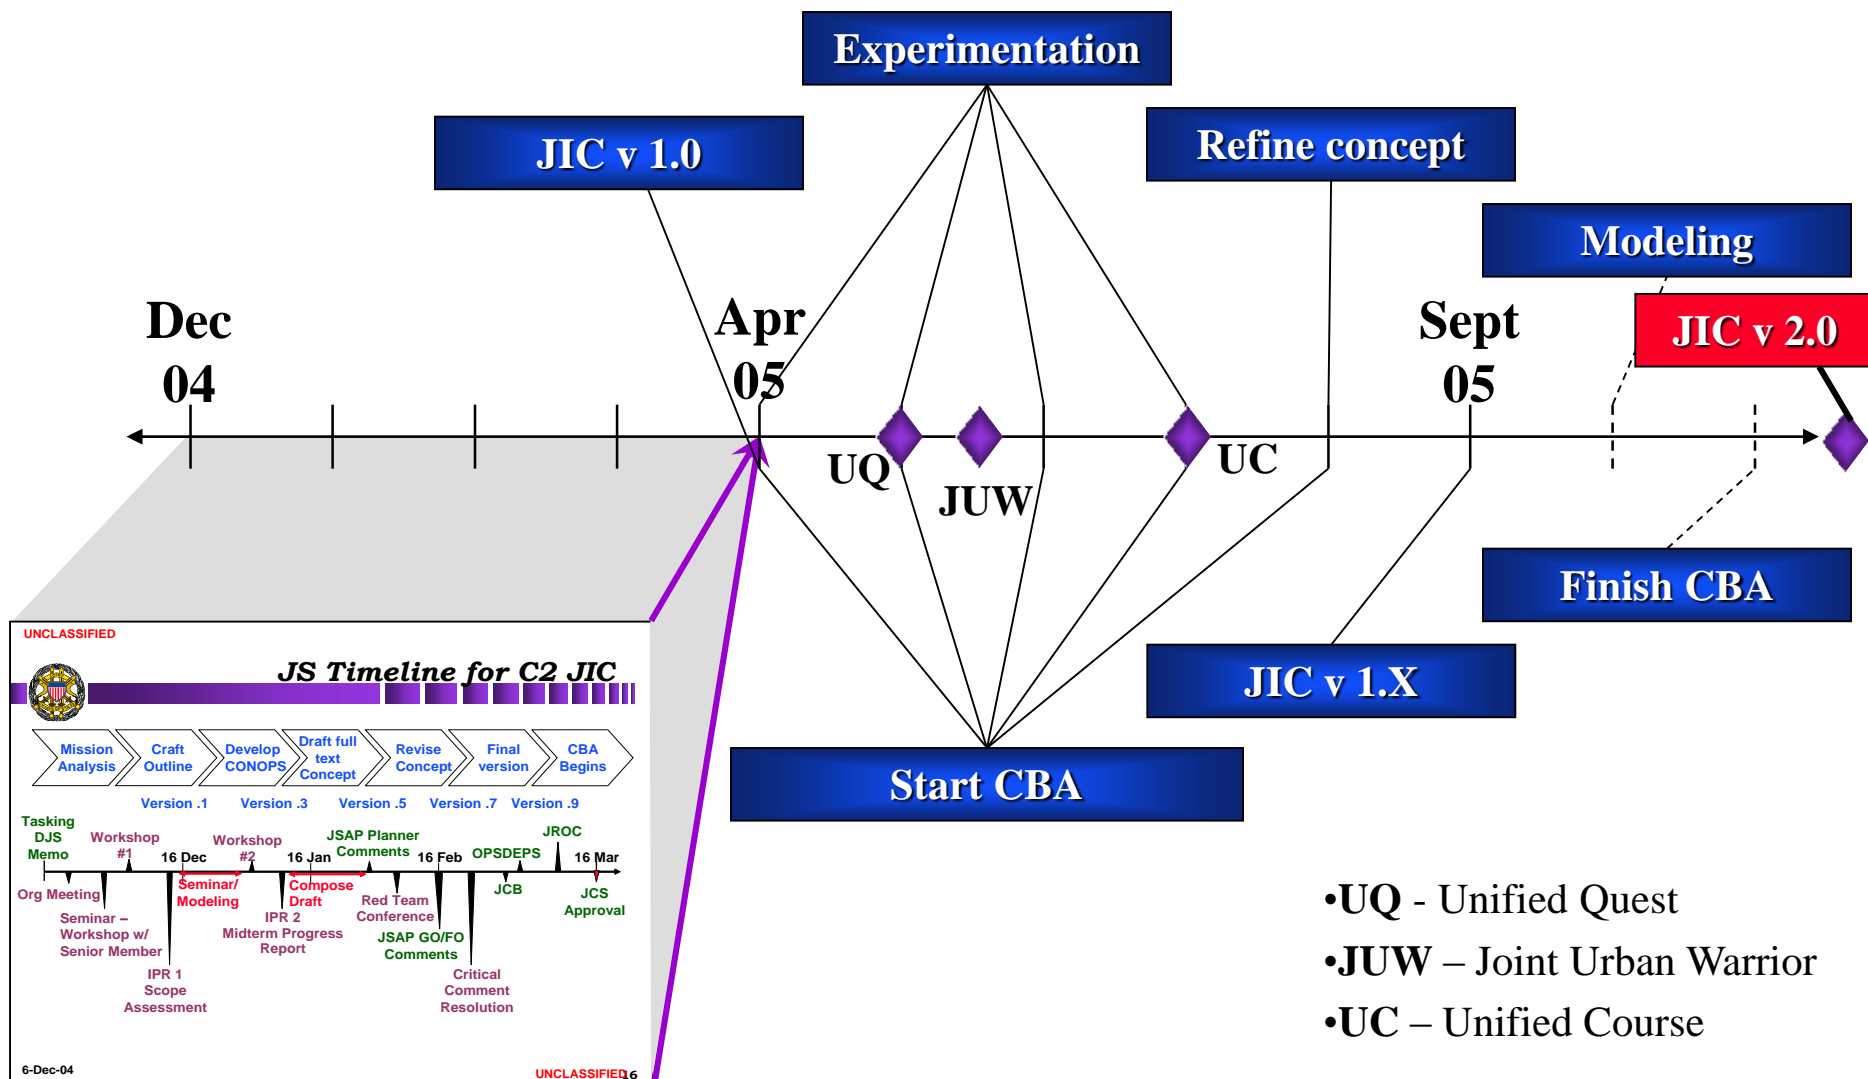 Experimentation
JIC v 1.0
Refine concept
Modeling
JIC v 2.0
Dec
04
Apr
05
Sept
05
UQ
JUW
UC
Finish CBA
JIC v 1.X
Start CBA
UNCLASSIFIED
JS Timeline for C2 JIC
Mission
Analysis
Craft
Outline
Develop
CONOPS
Draft full
text
Concept
Revise
Concept
Final
version
CBA
Begins
Version .1
Version .3
Version .5
Version .7
Version .9
Tasking
DJS
Memo
Workshop
#1
16 Dec
Workshop
#2
16 Jan
JSAP Planner
Comments
16 Feb
OPSDEPS
JROC
16 Mar
Org Meeting
Seminar –
Workshop w/
Senior Member
IPR 1
Scope
Assessment
Seminar/
Modeling
IPR 2
Midterm Progress
Report
Compose
Draft
Red Team
Conference
JSAP GO/FO
Comments
Critical
Comment
Resolution
JCB
JCS
Approval
6-Dec-04
UNCLASSIFIED
16
•UQ - Unified Quest
•JUW – Joint Urban Warrior
•UC – Unified Course